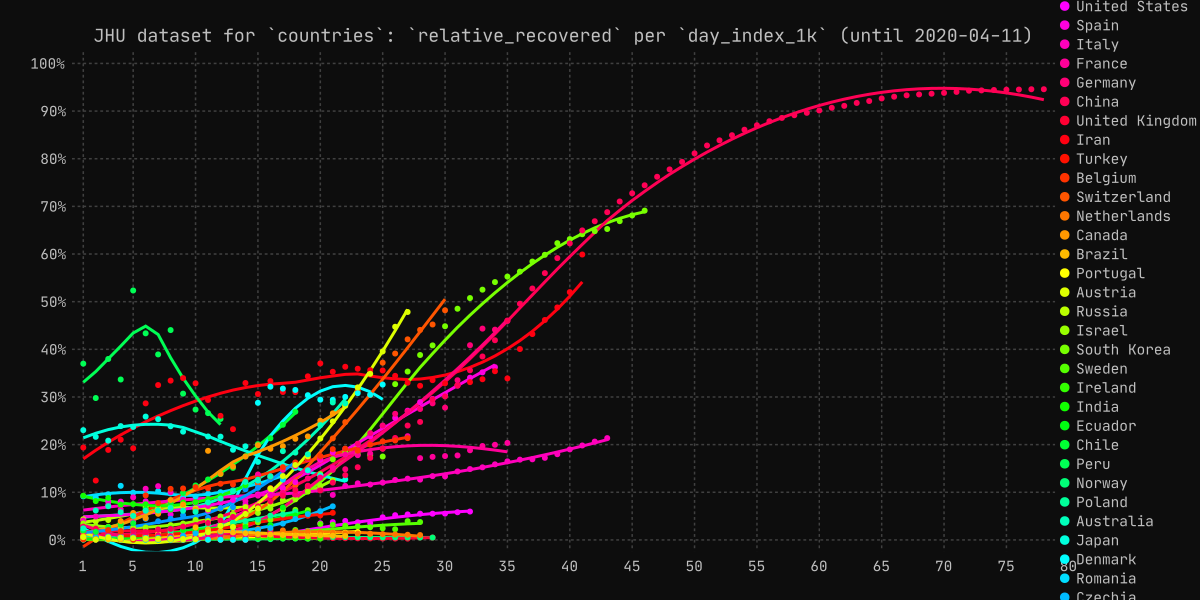 JHU dataset for `countries`: `relative_recovered` per `day_index_1k` (until 2020-04-11)
100%
90%
80%
70%
60%
50%
40%
30%
20%
10%
0%
1 5 10 15 20 25 30 35 40 45 50 55 60 65 70 75 80
United States
Spain
Italy
France
Germany
China
United Kingdom
Iran
Turkey
Belgium
Switzerland
Netherlands
Canada
Brazil
Portugal
Austria
Russia
Israel
South Korea
Sweden
Ireland
India
Ecuador
Chile
Peru
Norway
Poland
Australia
Japan
Denmark
Romania
Czechia